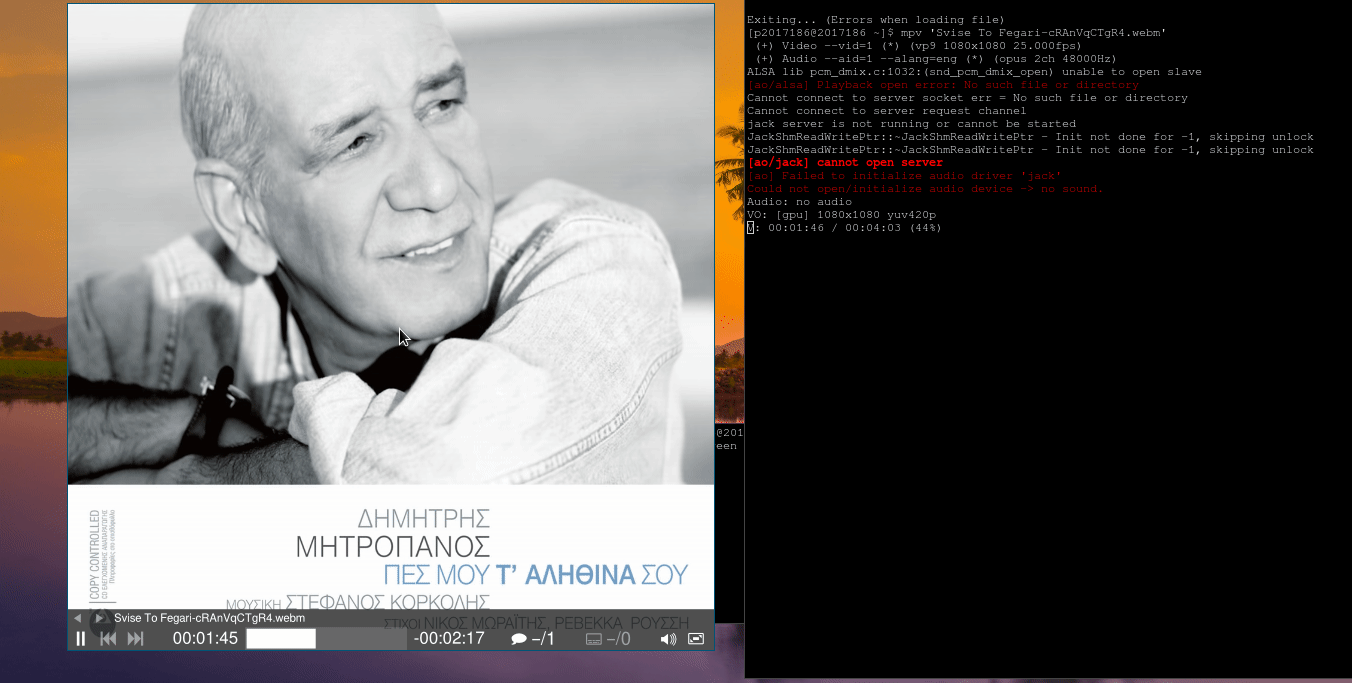 COPY CONTROLLED
CD ΕΛΕΓΧΟΜΕΝΗΣ ΑΝΑΠΑΡΑΓΩΓΗΣ
ΔΗΜΗΤΡΗΣ
ΜΗΤΡΟΠΑΝΟΣ
ΠΕΣ ΜΟΥ Τ' ΑΛΗΘΙΝΑ ΣΟΥ
ΜΟΥΣΙΚΗ ΣΤΕΦΑΝΟΣ ΚΟΡΚΟΛΗΣ
ΣΤΙΧΟΙ ΝΙΚΟΣ ΜΩΡΑΪΤΗΣ, ΡΕΒΕΚΚΑ ΡΟΥΣΣΗ
Svise To Fegari-cRAnVqCTgR4.webm
00:01:45 -00:02:17 −/1 −/0
@201
een
Exiting... (Errors when loading file)
[p2017186@2017186 ~]$ mpv 'Svise To Fegari-cRAnVqCTgR4.webm'
(+) Video --vid=1 (*) (vp9 1080x1080 25.000fps)
(+) Audio --aid=1 --alang=eng (*) (opus 2ch 48000Hz)
ALSA lib pcm_dmix.c:1032:(snd_pcm_dmix_open) unable to open slave
[ao/alsa] Playback open error: No such file or directory
Cannot connect to server socket err = No such file or directory
Cannot connect to server request channel
jack server is not running or cannot be started
JackShmReadWritePtr::~JackShmReadWritePtr - Init not done for -1, skipping unlock
JackShmReadWritePtr::~JackShmReadWritePtr - Init not done for -1, skipping unlock
[ao/jack] cannot open server
[ao] Failed to initialize audio driver 'jack'
Could not open/initialize audio device -> no sound.
Audio: no audio
VO: [gpu] 1080x1080 yuv420p
V: 00:01:46 / 00:04:03 (44%)